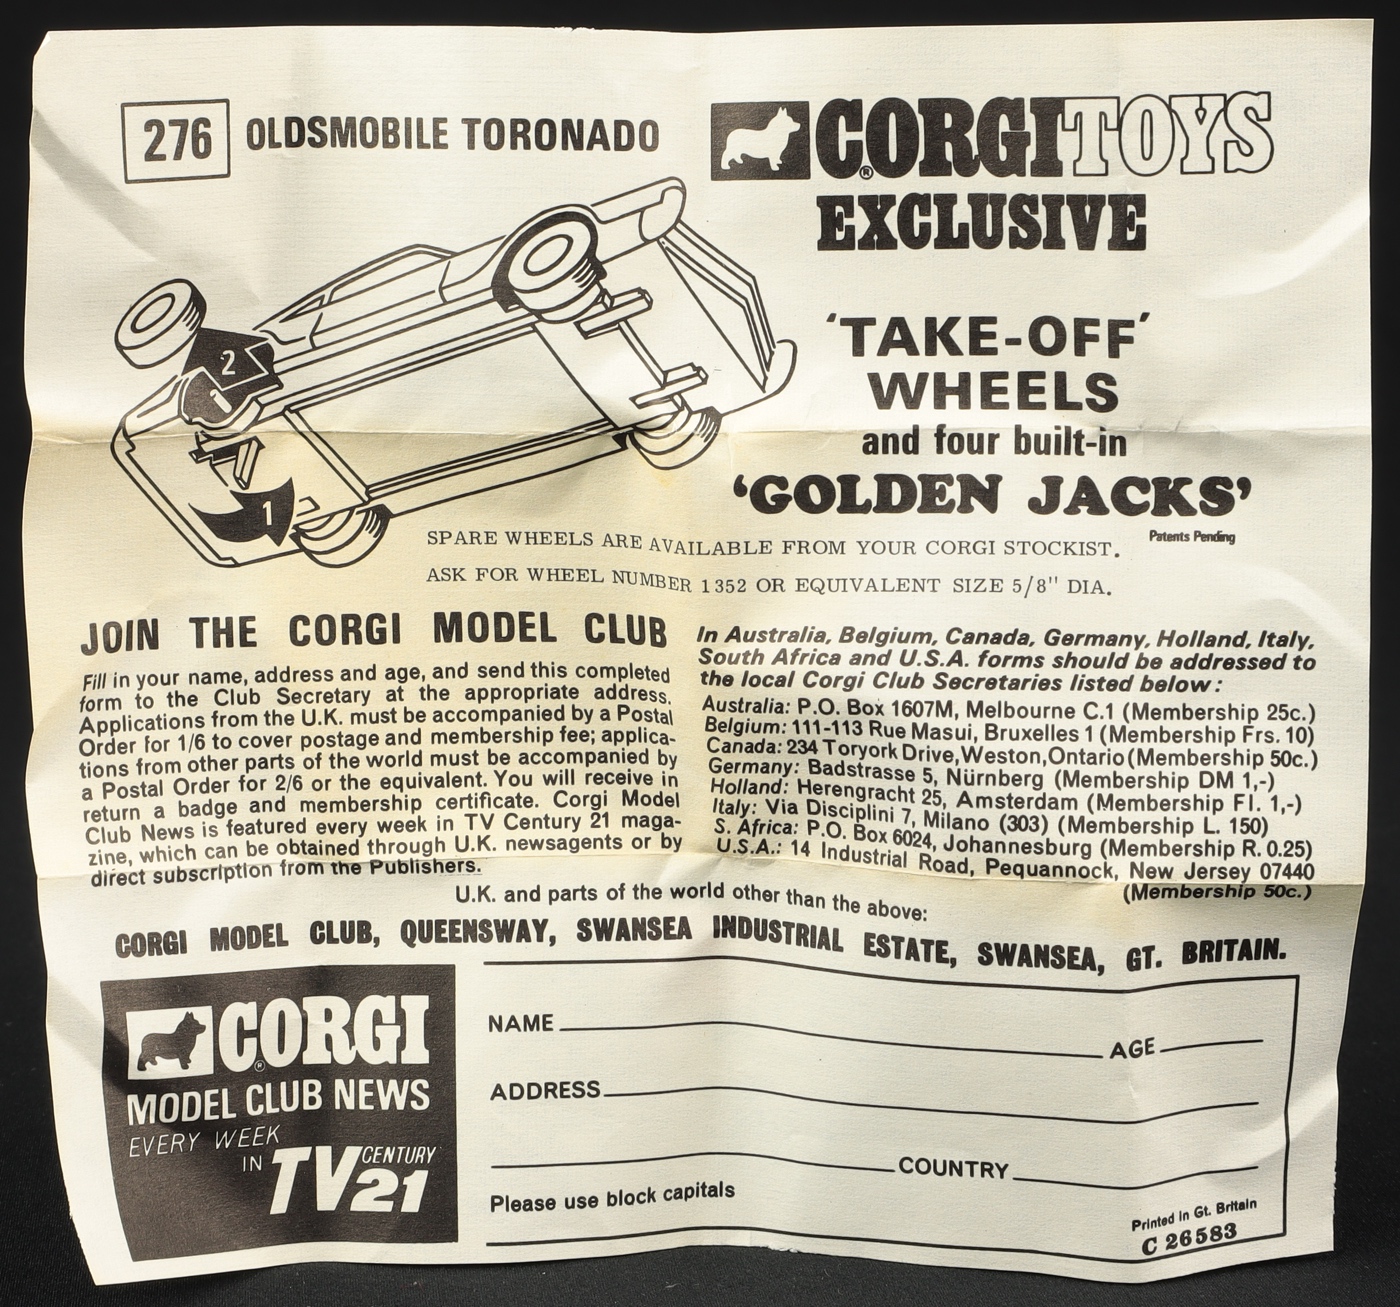 276 OLDSMOBILE TORONADO
CORGI TOYS
®
EXCLUSIVE
'TAKE-OFF'
WHEELS
and four built-in
'GOLDEN JACKS'
Patents Pending
2
1
1
SPARE WHEELS ARE AVAILABLE FROM YOUR CORGI STOCKIST.
ASK FOR WHEEL NUMBER 1352 OR EQUIVALENT SIZE 5/8" DIA.
JOIN THE CORGI MODEL CLUB
Fill in your name, address and age, and send this completed
form to the Club Secretary at the appropriate address.
Applications from the U.K. must be accompanied by a Postal
Order for 1/6 to cover postage and membership fee; applica-
tions from other parts of the world must be accompanied by
a Postal Order for 2/6 or the equivalent. You will receive in
return a badge and membership certificate. Corgi Model
Club News is featured every week in TV Century 21 maga-
zine, which can be obtained through U.K. newsagents or by
direct subscription from the Publishers.
In Australia, Belgium, Canada, Germany, Holland, Italy,
South Africa and U.S.A. forms should be addressed to
the local Corgi Club Secretaries listed below:
Australia: P.O. Box 1607M, Melbourne C.1 (Membership 25c.)
Belgium: 111-113 Rue Masui, Bruxelles 1 (Membership Frs. 10)
Canada: 234 Toryork Drive, Weston, Ontario (Membership 50c.)
Germany: Badstrasse 5, Nürnberg (Membership DM 1,-)
Holland: Herengracht 25, Amsterdam (Membership Fl. 1,-)
Italy: Via Disciplini 7, Milano (303) (Membership L. 150)
S. Africa: P.O. Box 6024, Johannesburg (Membership R. 0.25)
U.S.A.: 14 Industrial Road, Pequannock, New Jersey 07440
(Membership 50c.)
U.K. and parts of the world other than the above:
CORGI MODEL CLUB, QUEENSWAY, SWANSEA INDUSTRIAL ESTATE, SWANSEA, GT. BRITAIN.
CORGI
®
MODEL CLUB NEWS
EVERY WEEK
IN TV CENTURY 21
NAME AGE
ADDRESS
COUNTRY
Please use block capitals
Printed in Gt. Britain
C 26583